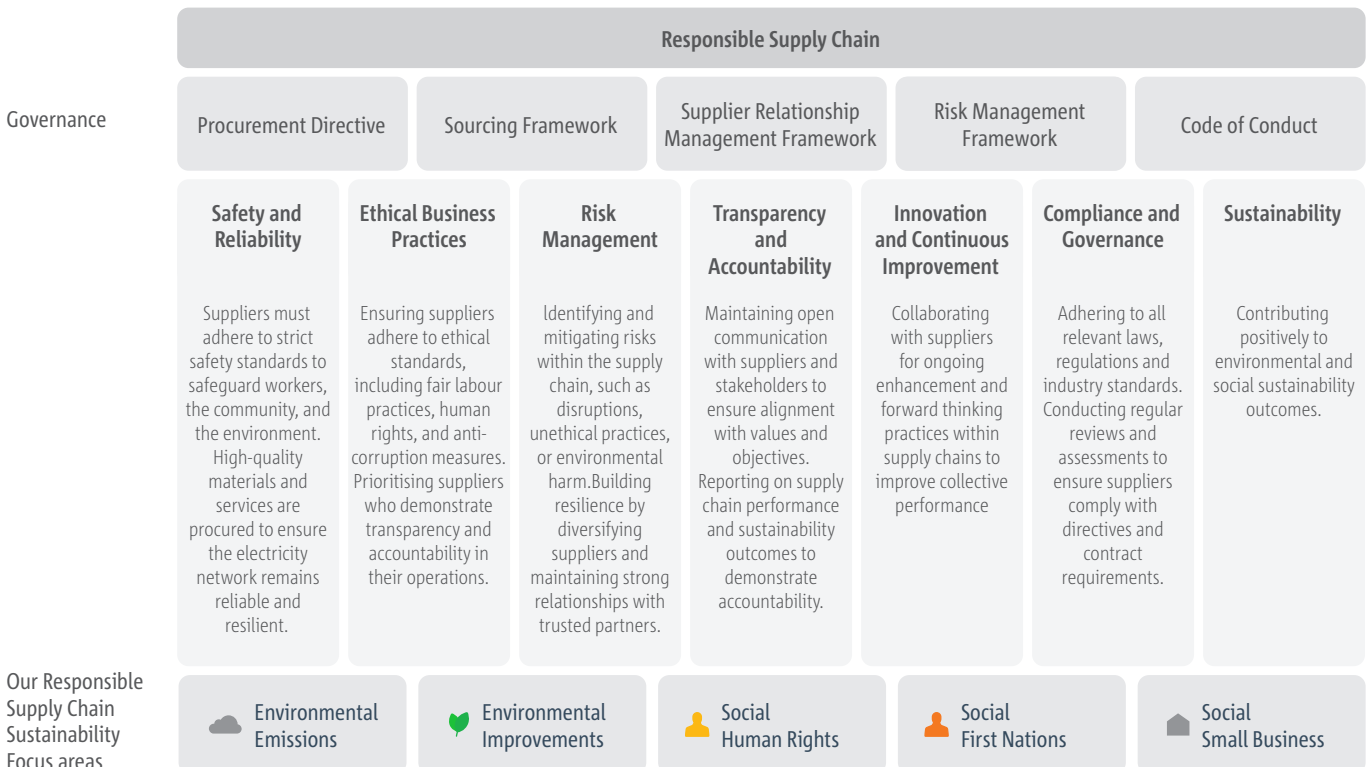 Responsible Supply Chain
Governance
Procurement Directive
Sourcing Framework
Supplier Relationship
Management Framework
Risk Management
Framework
Code of Conduct
Safety and
Reliability
Suppliers must
adhere to strict
safety standards to
safeguard workers,
the community, and
the environment.
High-quality
materials and
services are
procured to ensure
the electricity
network remains
reliable and
resilient.
Ethical Business
Practices
Ensuring suppliers
adhere to ethical
standards,
including fair labour
practices, human
rights, and anti-
corruption measures.
Prioritising suppliers
who demonstrate
transparency and
accountability in
their operations.
Risk
Management
Identifying and
mitigating risks
within the supply
chain, such as
disruptions,
unethical practices,
or environmental
harm.Building
resilience by
diversifying
suppliers and
maintaining strong
relationships with
trusted partners.
Transparency
and
Accountability
Maintaining open
communication
with suppliers and
stakeholders to
ensure alignment
with values and
objectives.
Reporting on supply
chain performance
and sustainability
outcomes to
demonstrate
accountability.
Innovation
and Continuous
Improvement
Collaborating
with suppliers
for ongoing
enhancement and
forward thinking
practices within
supply chains to
improve collective
performance
Compliance and
Governance
Adhering to all
relevant laws,
regulations and
industry standards.
Conducting regular
reviews and
assessments to
ensure suppliers
comply with
directives and
contract
requirements.
Sustainability
Contributing
positively to
environmental and
social sustainability
outcomes.
Our Responsible
Supply Chain
Sustainability
Focus areas
Environmental
Emissions
Environmental
Improvements
Social
Human Rights
Social
First Nations
Social
Small Business